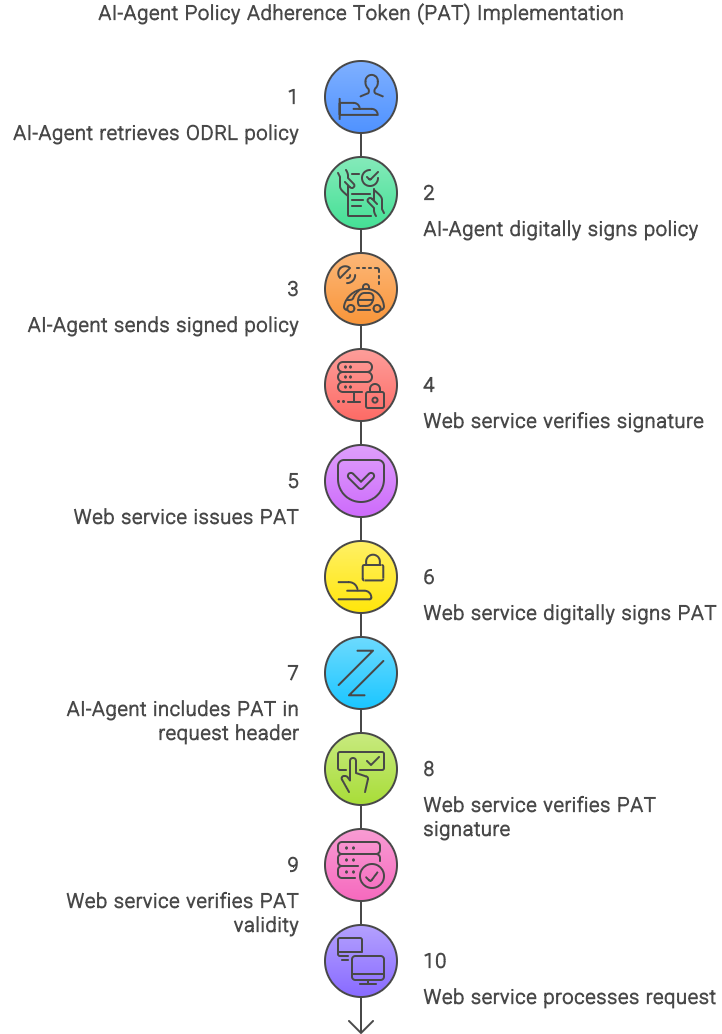 AI-Agent Policy Adherence Token (PAT) Implementation
1
AI-Agent retrieves ODRL policy
2
AI-Agent digitally signs policy
3
AI-Agent sends signed policy
4
Web service verifies signature
5
Web service issues PAT
6
Web service digitally signs PAT
7
AI-Agent includes PAT in
request header
8
Web service verifies PAT
signature
9
Web service verifies PAT
validity
10
Web service processes request